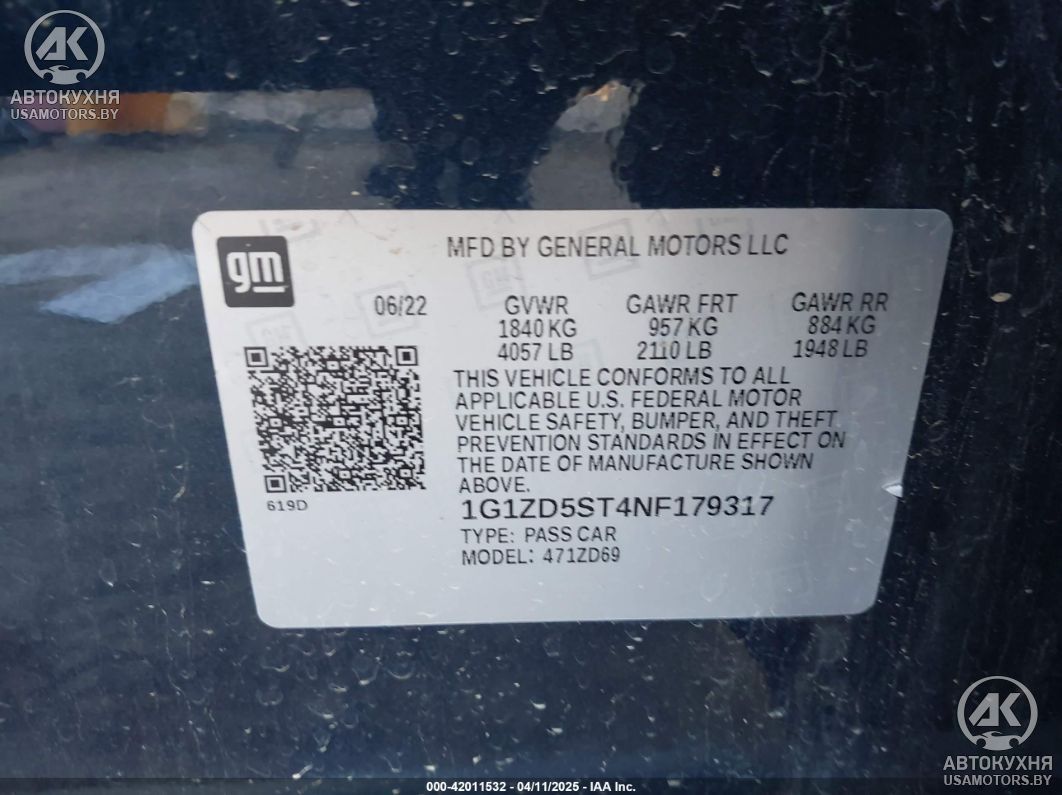 AK
АВТОКУХНЯ
USAMOTORS.BY
gm
MFD BY GENERAL MOTORS LLC
06/22 GVWR GAWR FRT GAWR RR
1840 KG 957 KG 884 KG
4057 LB 2110 LB 1948 LB
THIS VEHICLE CONFORMS TO ALL
APPLICABLE U.S. FEDERAL MOTOR
VEHICLE SAFETY, BUMPER, AND THEFT
PREVENTION STANDARDS IN EFFECT ON
THE DATE OF MANUFACTURE SHOWN
ABOVE.
619D
1G1ZD5ST4NF179317
TYPE: PASS CAR
MODEL: 471ZD69
AK
АВТОКУХНЯ
USAMOTORS.BY
000-42011532 - 04/11/2025 - IAA Inc.